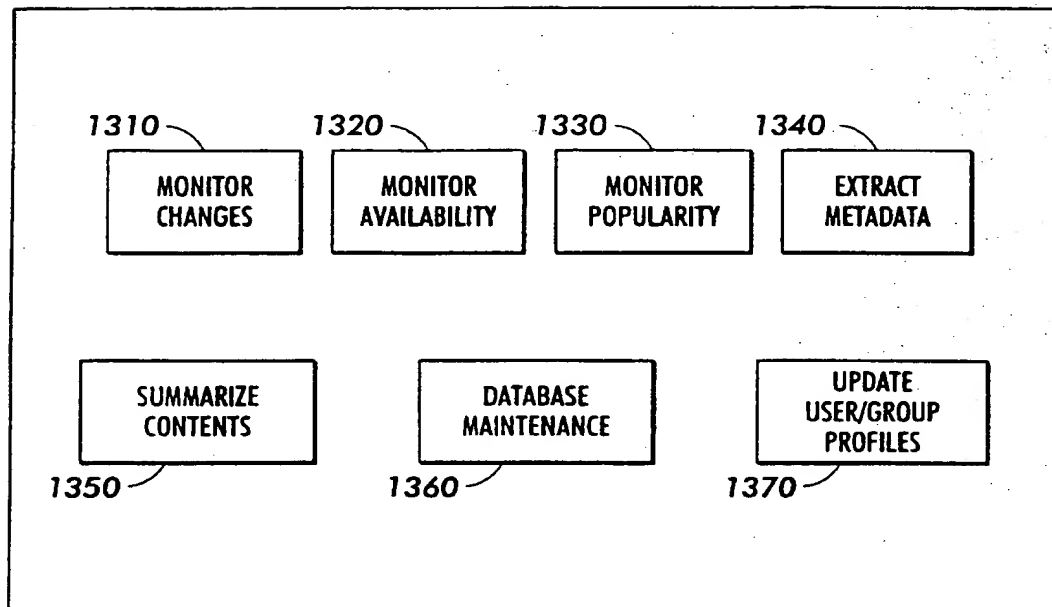 1310
1320
1330
1340
MONITOR
CHANGES
MONITOR
AVAILABILITY
MONITOR
POPULARITY
EXTRACT
METADATA
SUMMARIZE
CONTENTS
DATABASE
MAINTENANCE
UPDATE
USER/GROUP
PROFILES
1350
1360
1370